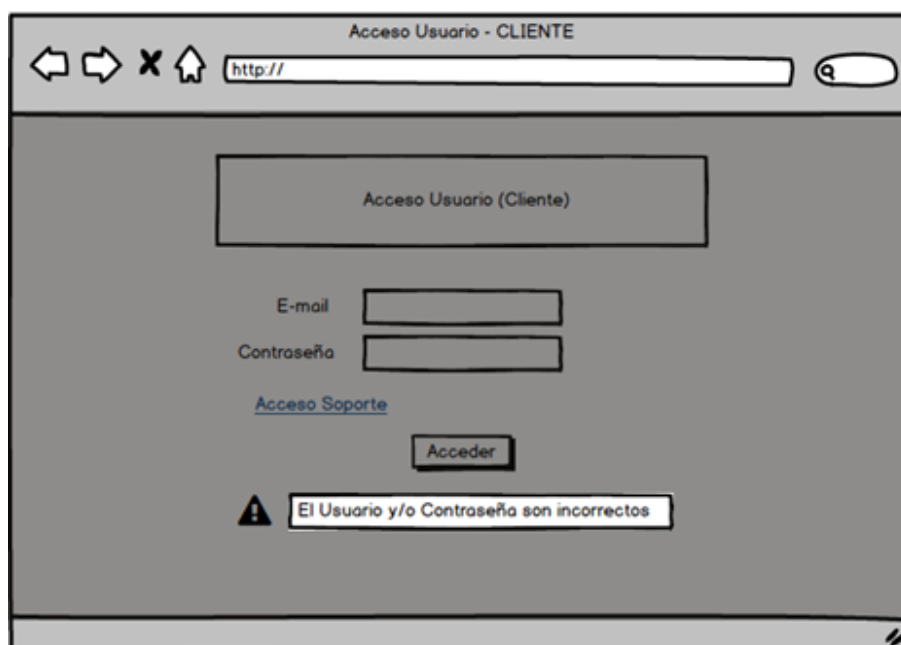 Acceso Usuario - CLIENTE
http://
Acceso Usuario (Cliente)
E-mail
Contraseña
Acceso Soporte
Acceder
El Usuario y/o Contraseña son incorrectos